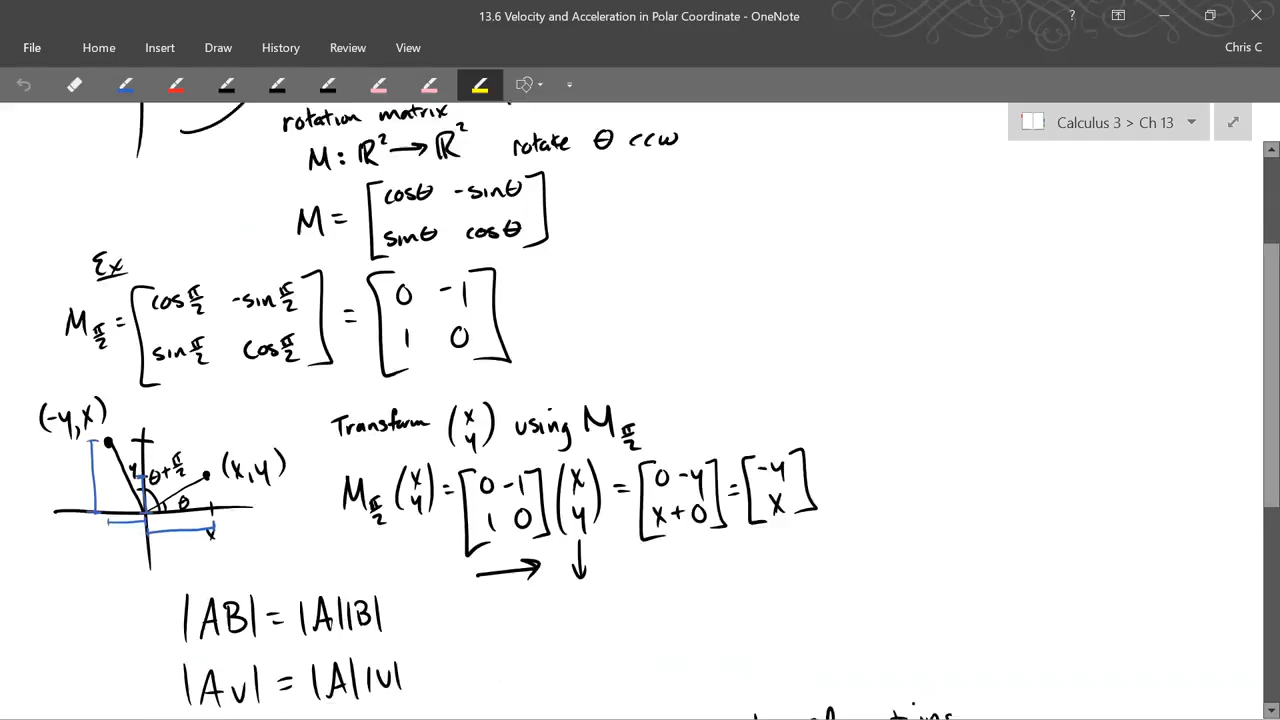 13.6 Velocity and Acceleration in Polar Coordinate - OneNote
?
File Home Insert Draw History Review View Chris C
Calculus 3 > Ch 13
rotation matrix
M: ℝ² → ℝ² rotate θ ccw
M = [cosθ -sinθ
sinθ cosθ]
Ex
M_π/2 = [cos π/2 -sin π/2
sin π/2 cos π/2] = [0 -1
1 0]
(-y,x)
y θ+π/2 (x,y)
θ
x
Transform (x y) using M_π/2
M_π/2 (x y) = [0 -1
1 0] (x y) = [0 -y
x+0] = [-y
x]
|AB| = |A||B|
|Av| = |A||v|